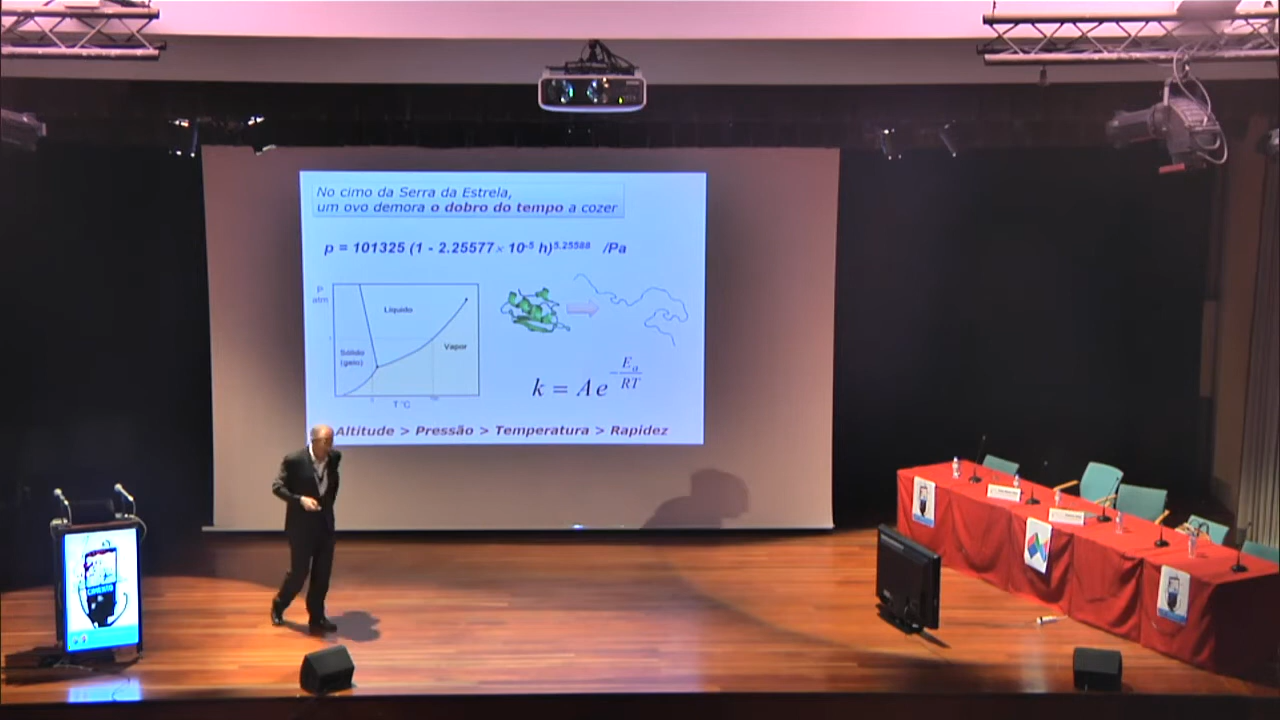 No cimo da Serra da Estrela,
um ovo demora o dobro do tempo a cozer
p = 101325 (1 - 2.25577 × 10⁻⁵ h)⁵·²⁵⁵⁸⁸ /Pa
P
atm
Líquido
Sólido
(gelo)
Vapor
T °C
k = A e^(-Ea/RT)
Altitude > Pressão > Temperatura > Rapidez
CIMENTO